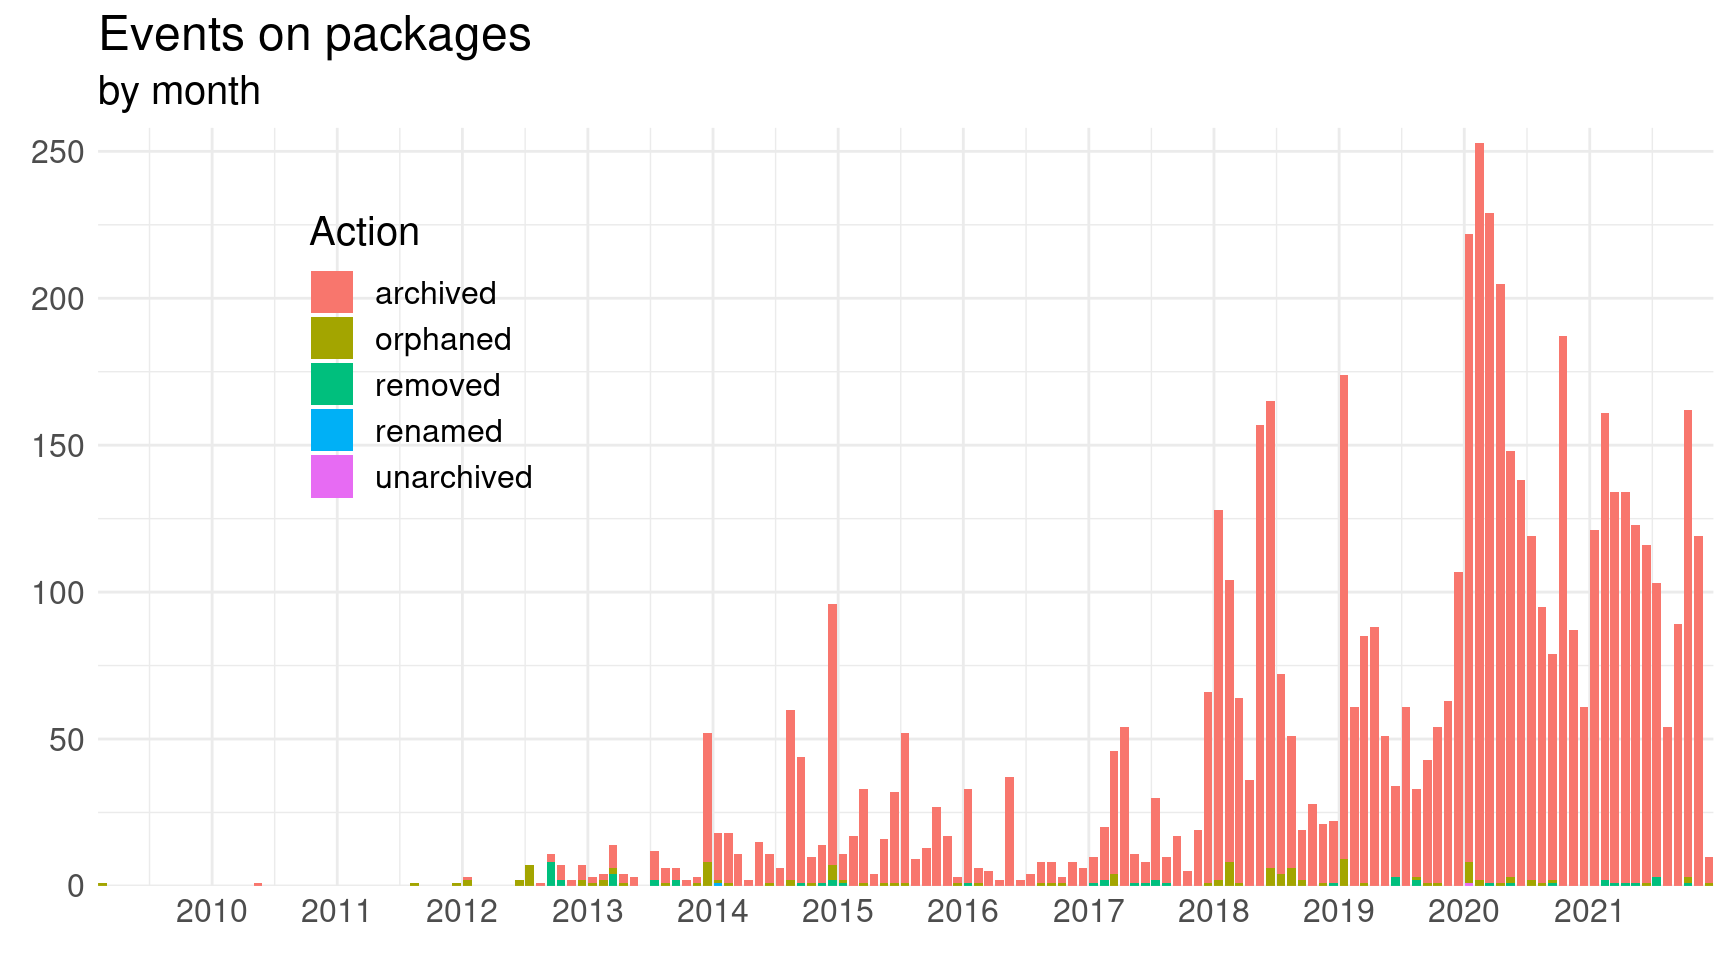 Events on packages
by month
250
200
150
100
50
0
Action
archived
orphaned
removed
renamed
unarchived
2010 2011 2012 2013 2014 2015 2016 2017 2018 2019 2020 2021